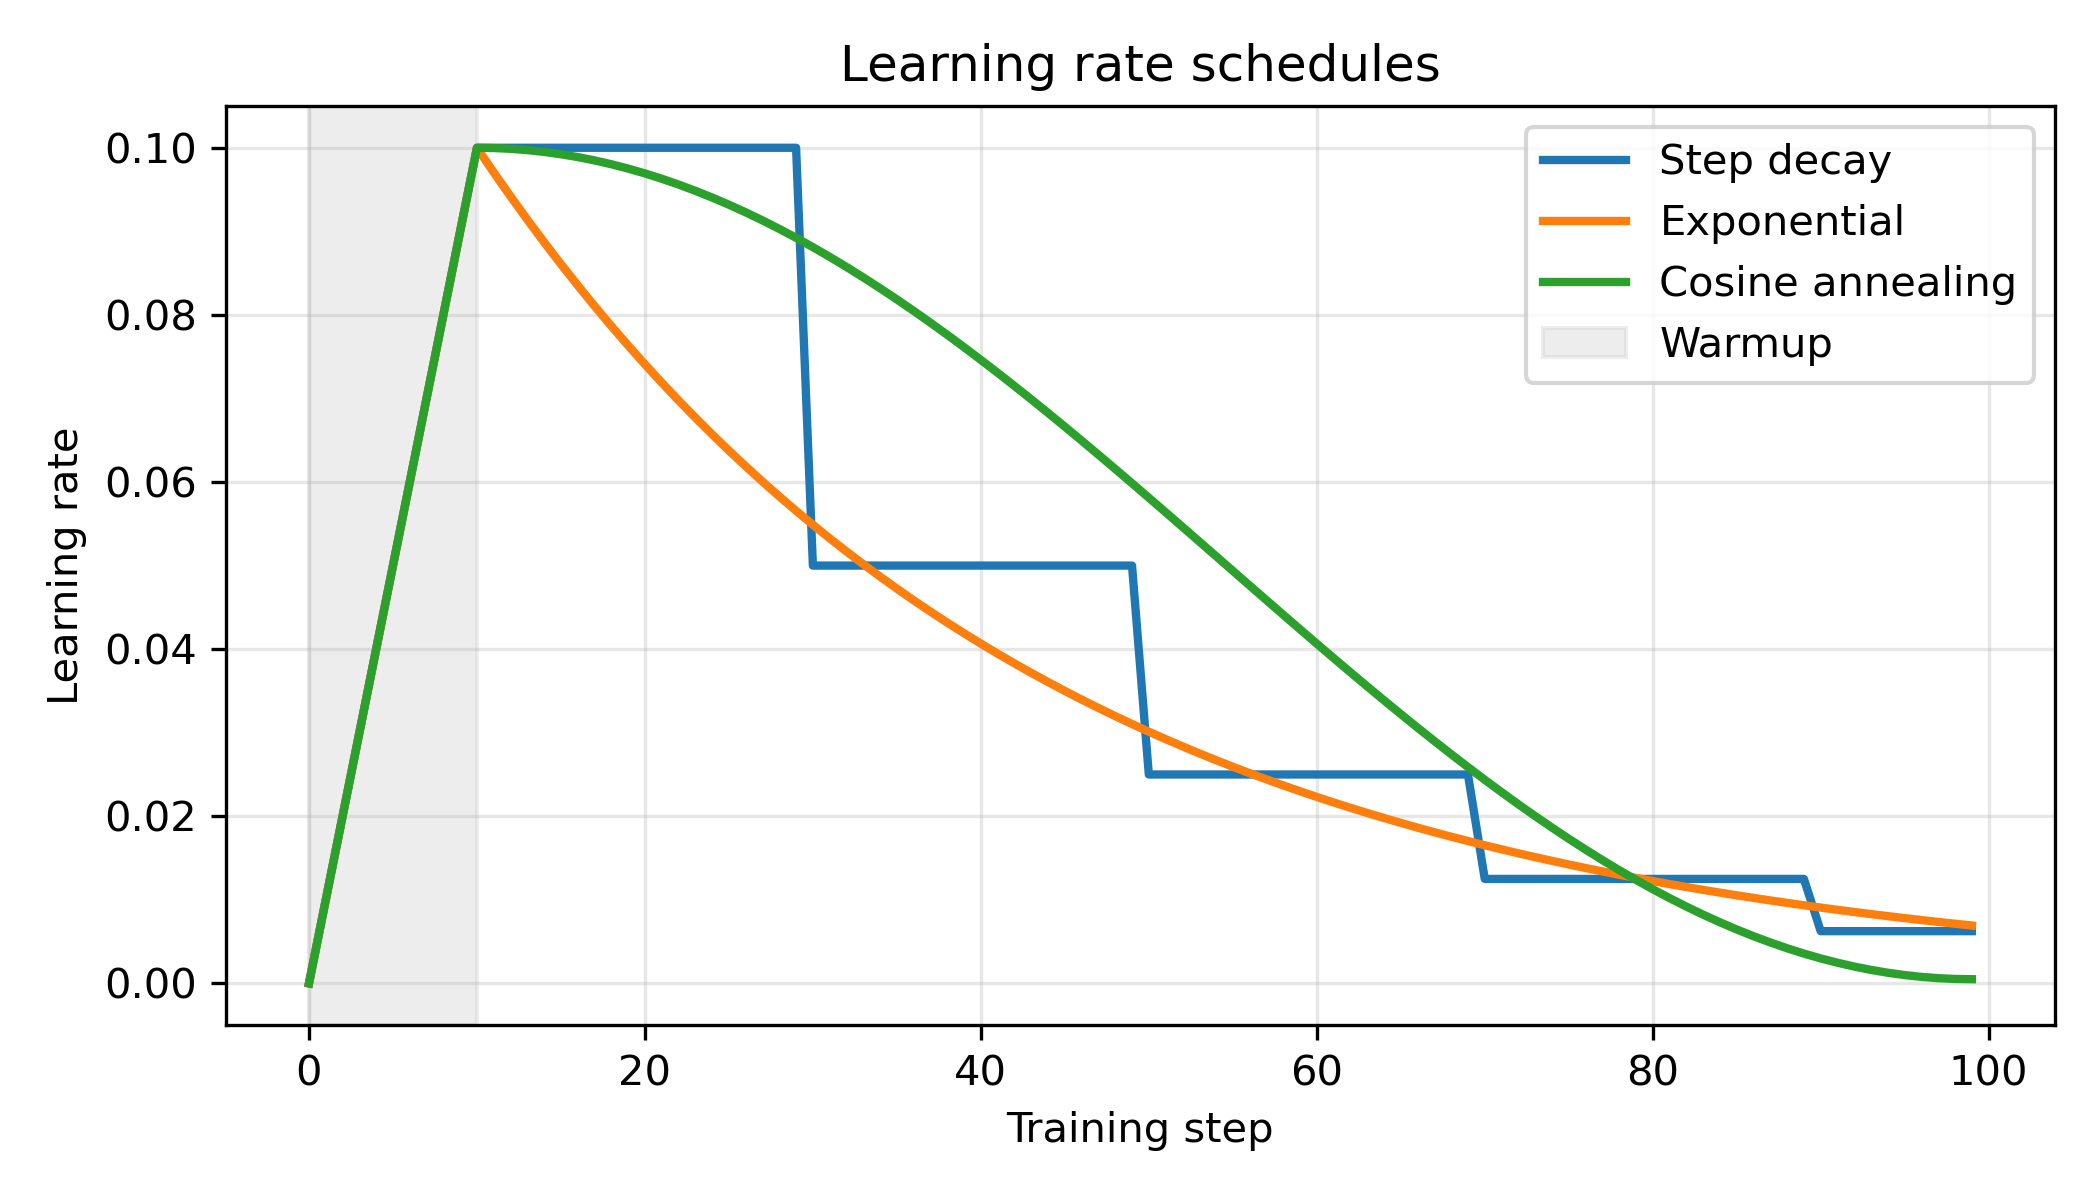 Learning rate schedules
0.10
0.08
0.06
0.04
0.02
0.00
Learning rate
Step decay
Exponential
Cosine annealing
Warmup
0 20 40 60 80 100
Training step